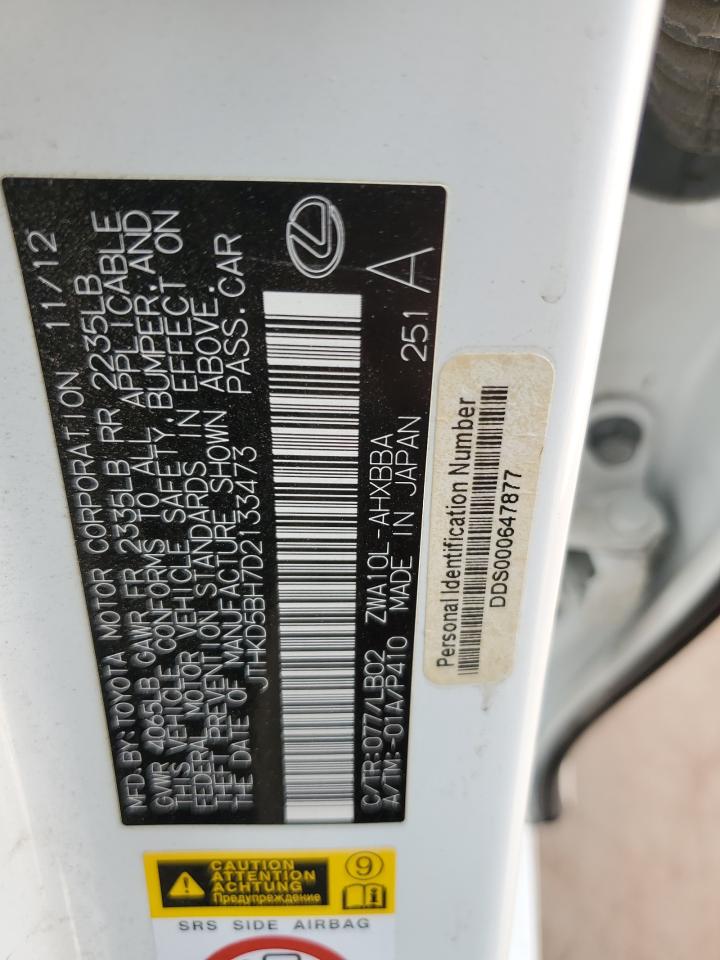 MFD.BY:TOYOTA MOTOR CORPORATION 11/12
GVWR 4065LB GAWR FR 2335LB RR 2235LB
THIS VEHICLE CONFORMS TO ALL APPLICABLE
FEDERAL MOTOR VEHICLE SAFETY, BUMPER, AND
THEFT PREVENTION STANDARDS IN EFFECT ON
THE DATE OF MANUFACTURE SHOWN ABOVE.
JTHKD5BH7D2133473 PASS.CAR
C/TR:077/LB02 ZWA10L-AHXBBA 251
A/TM:-01A/P410 MADE IN JAPAN A
Personal Identification Number
DDS000647877
CAUTION
ATTENTION
ACHTUNG
Предупреждение
9
i
SRS SIDE AIRBAG